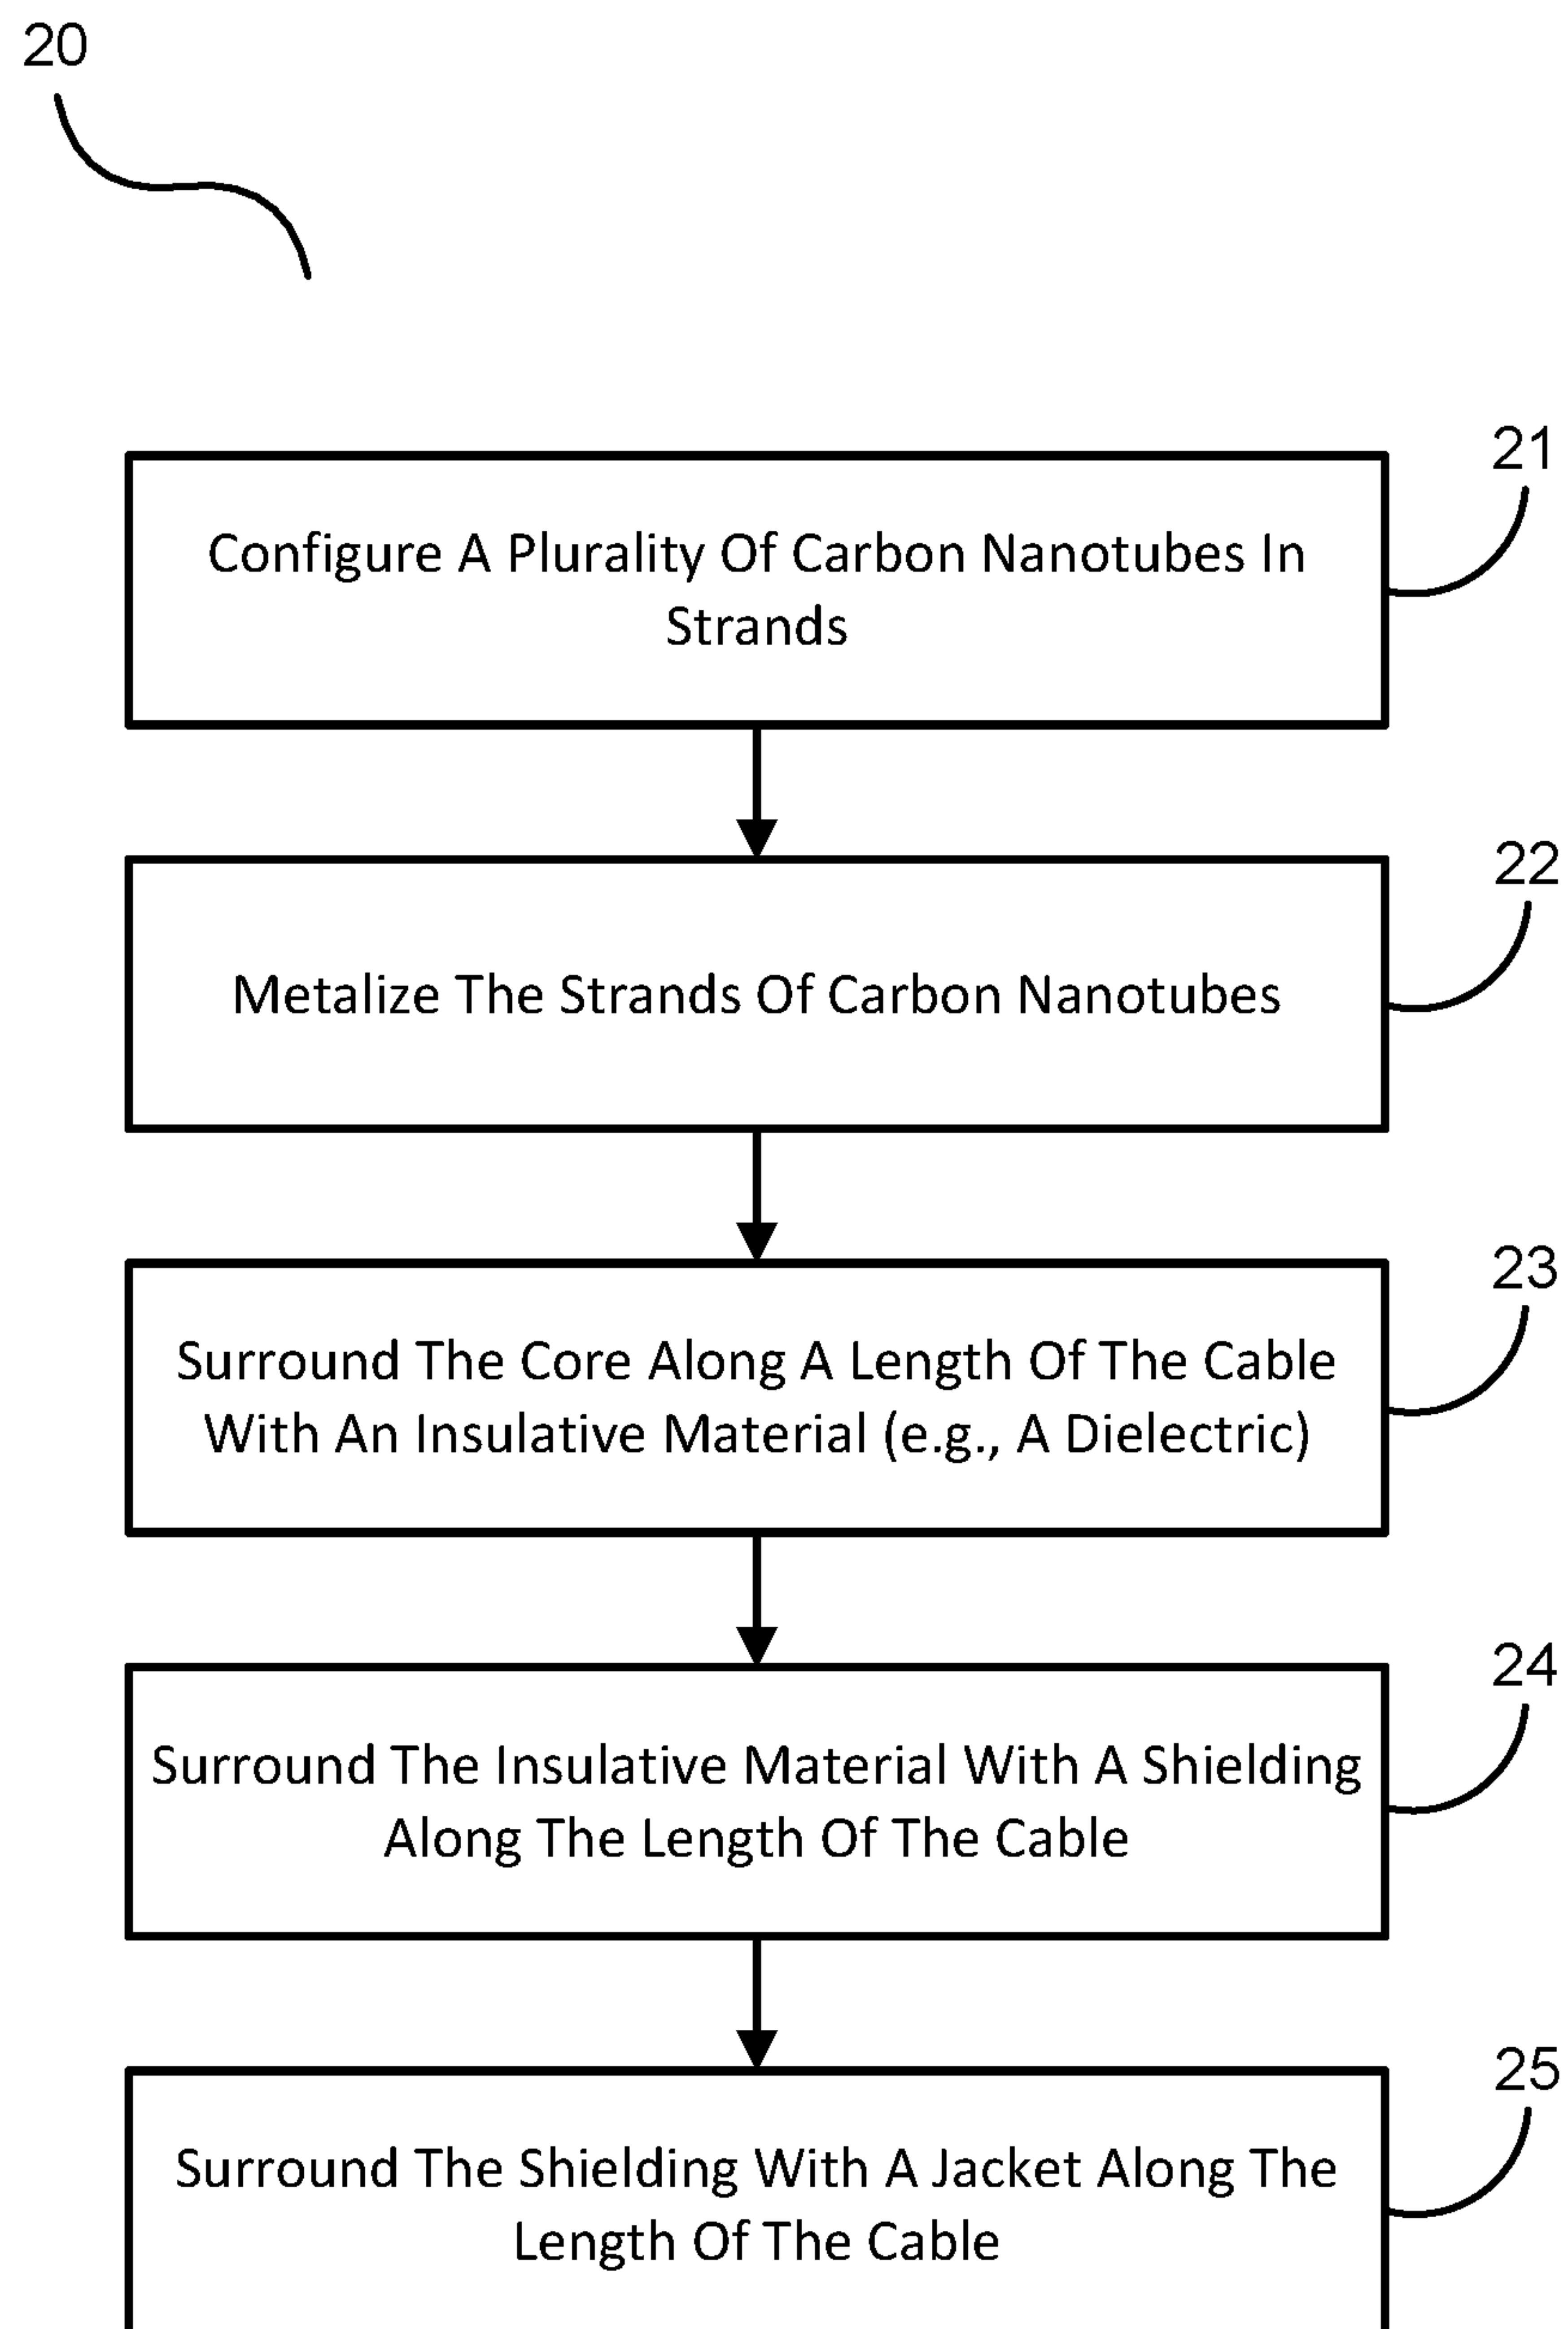 20
21
Configure A Plurality Of Carbon Nanotubes In
Strands
22
Metalize The Strands Of Carbon Nanotubes
23
Surround The Core Along A Length Of The Cable
With An Insulative Material (e.g., A Dielectric)
24
Surround The Insulative Material With A Shielding
Along The Length Of The Cable
25
Surround The Shielding With A Jacket Along The
Length Of The Cable